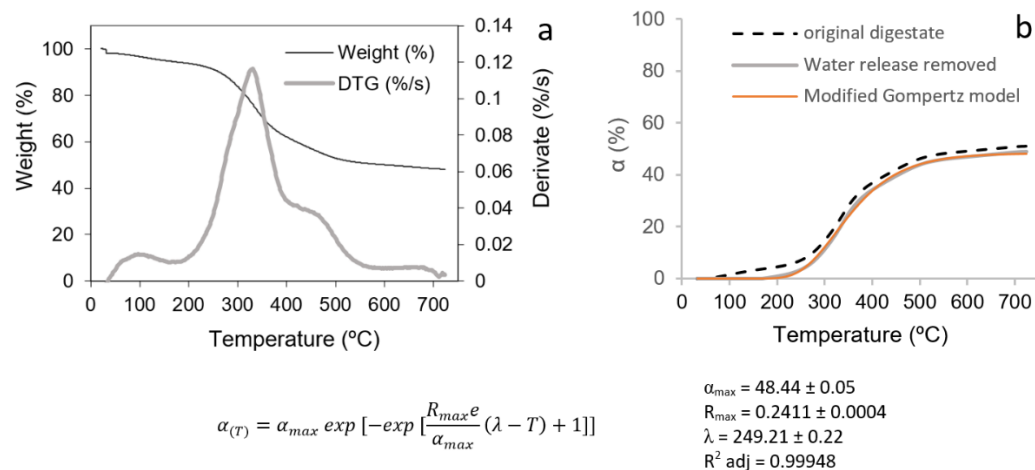 a
Weight (%)
DTG (%/s)
100
80
60
40
20
0
Weight (%)
0.14
0.12
0.1
0.08
0.06
0.04
0.02
0
Derivate (%/s)
0 100 200 300 400 500 600 700
Temperature (ºC)
b
original digestate
Water release removed
Modified Gompertz model
100
80
60
40
20
0
α (%)
0 100 200 300 400 500 600 700
Temperature (ºC)
α(T) = αmax exp [−exp [Rmax e/αmax (λ − T) + 1]]
αmax = 48.44 ± 0.05
Rmax = 0.2411 ± 0.0004
λ = 249.21 ± 0.22
R² adj = 0.99948